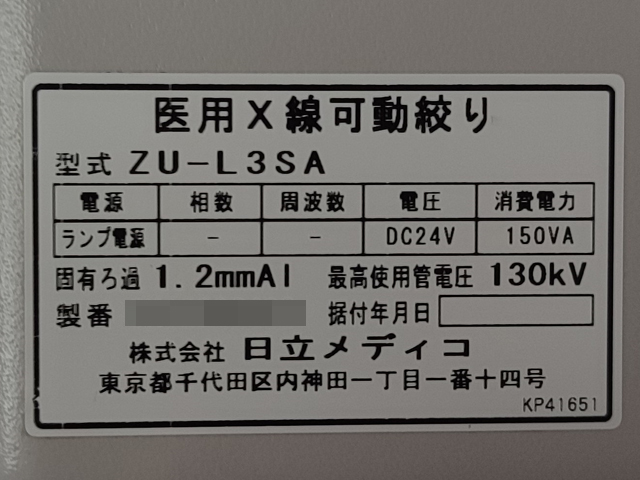 医用X線可動絞り
型式 ZU-L3SA
電源 相数 周波数 電圧 消費電力
ランプ電源 - - DC24V 150VA
固有ろ過 1.2mmAl 最高使用管電圧 130kV
製番 据付年月日
株式会社 日立メディコ
東京都千代田区内神田一丁目一番十四号
KP41651